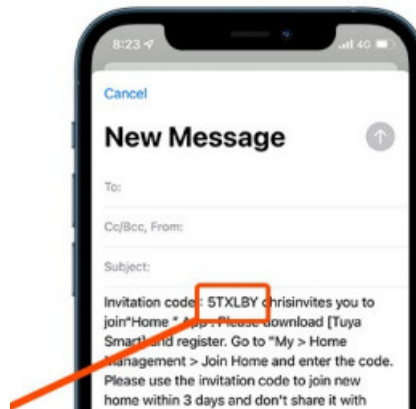 8:23
4G
Cancel
New Message
To:
Cc/Bcc, From:
Subject:
Invitation code : 5TXLBY chrisinvites you to
join“Home ” App . Please download [Tuya
Smart] and register. Go to "My > Home
Management > Join Home and enter the code.
Please use the invitation code to join new
home within 3 days and don't share it with